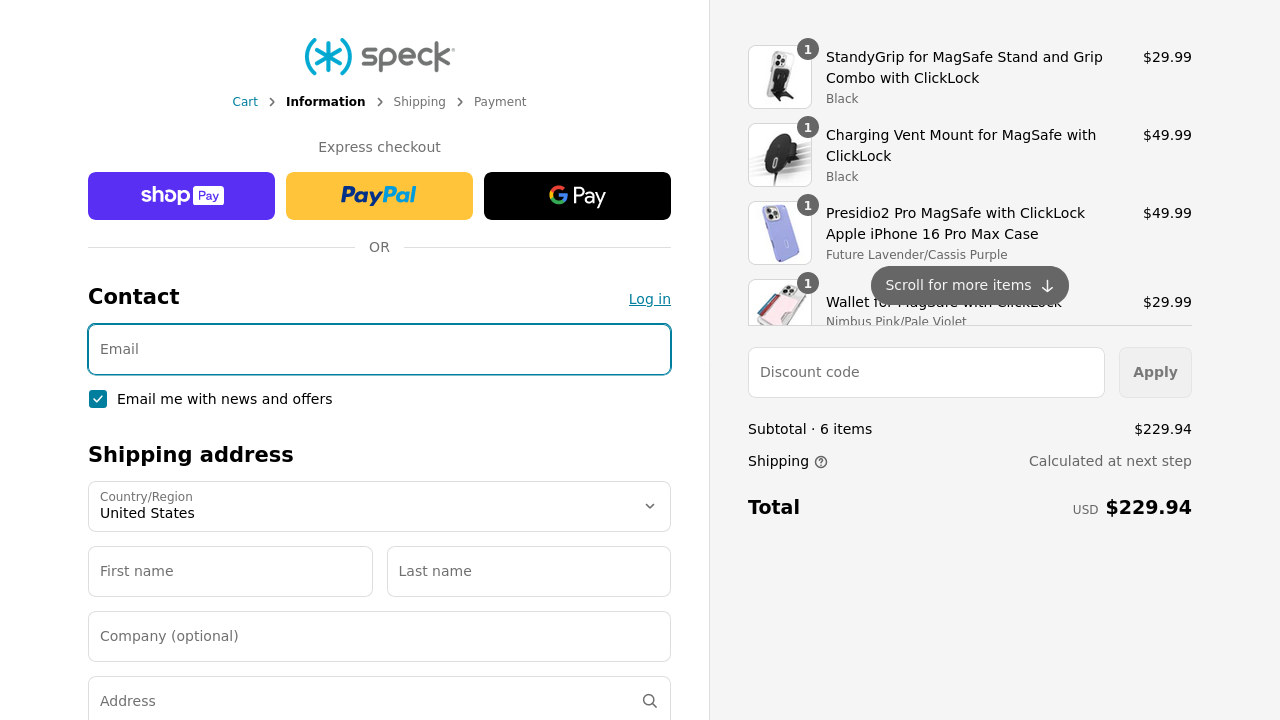 speck
Cart
Information
Shipping
Payment
Express checkout
shop Pay
PayPal
G Pay
OR
Contact
Log in
Email
Email me with news and offers
Shipping address
Country/Region
United States
First name
Last name
Company (optional)
Address
1
StandyGrip for MagSafe Stand and Grip
Combo with ClickLock
Black
$29.99
1
Charging Vent Mount for MagSafe with
ClickLock
Black
$49.99
1
Presidio2 Pro MagSafe with ClickLock
Apple iPhone 16 Pro Max Case
Future Lavender/Cassis Purple
$49.99
Scroll for more items
1
Wallet for MagSafe with ClickLock
Nimbus Pink/Pale Violet
$29.99
Discount code
Apply
Subtotal · 6 items
$229.94
Shipping
Calculated at next step
Total
USD $229.94